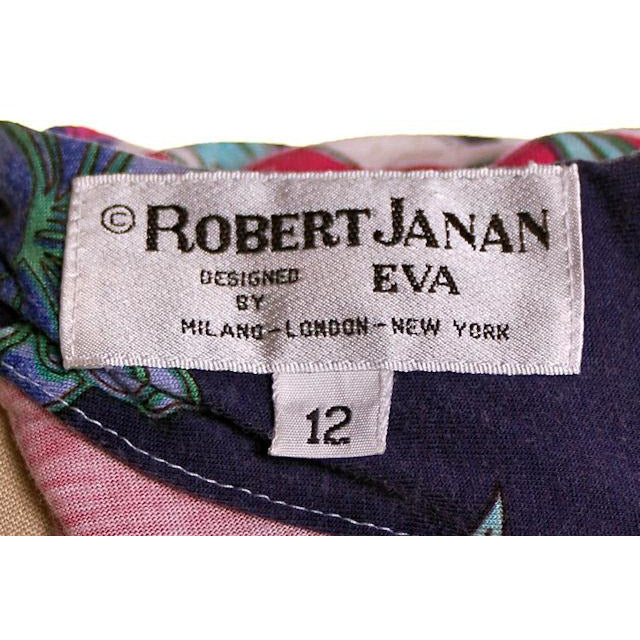 © ROBERT JANAN
DESIGNED BY EVA
MILANO-LONDON-NEW YORK
12